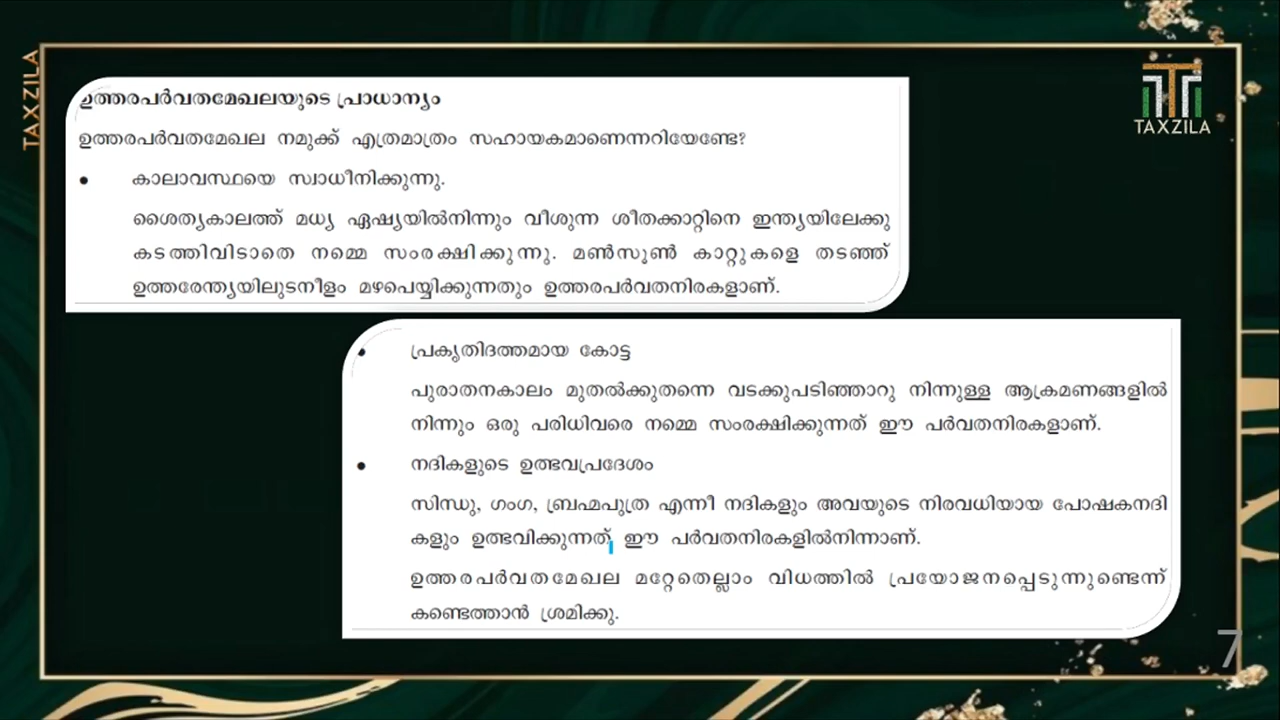 TAXZILA
TAXZILA
ഉത്തരപർവതമേഖലയുടെ പ്രാധാന്യം
ഉത്തരപർവതമേഖല നമുക്ക് എത്രമാത്രം സഹായകമാണെന്നറിയേണ്ടേ?
• കാലാവസ്ഥയെ സ്വാധീനിക്കുന്നു.
ശൈത്യകാലത്ത് മധ്യ ഏഷ്യയിൽനിന്നും വീശുന്ന ശീതക്കാറ്റിനെ ഇന്ത്യയിലേക്കു
കടത്തിവിടാതെ നമ്മെ സംരക്ഷിക്കുന്നു. മൺസൂൺ കാറ്റുകളെ തടഞ്ഞ്
ഉത്തരേന്ത്യയിലുടനീളം മഴപെയ്യിക്കുന്നതും ഉത്തരപർവതനിരകളാണ്.
• പ്രകൃതിദത്തമായ കോട്ട
പുരാതനകാലം മുതൽക്കുതന്നെ വടക്കുപടിഞ്ഞാറു നിന്നുള്ള ആക്രമണങ്ങളിൽ
നിന്നും ഒരു പരിധിവരെ നമ്മെ സംരക്ഷിക്കുന്നത് ഈ പർവതനിരകളാണ്.
• നദികളുടെ ഉത്ഭവപ്രദേശം
സിന്ധു, ഗംഗ, ബ്രഹ്മപുത്ര എന്നീ നദികളും അവയുടെ നിരവധിയായ പോഷകനദി
കളും ഉത്ഭവിക്കുന്നത് ഈ പർവതനിരകളിൽനിന്നാണ്.
ഉത്തരപർവതമേഖല മറ്റേതെല്ലാം വിധത്തിൽ പ്രയോജനപ്പെടുന്നുണ്ടെന്ന്
കണ്ടെത്താൻ ശ്രമിക്കൂ.
7